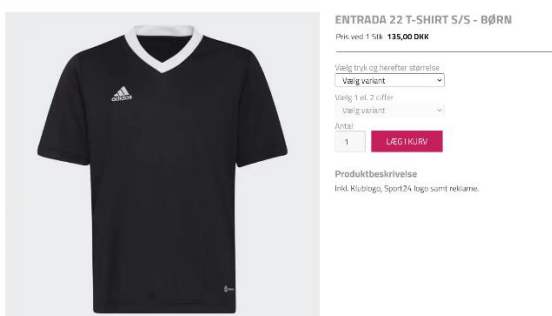 ENTRADA 22 T-SHIRT S/S - BØRN
Pris ved 1 Stk 135,00 DKK
Vælg tryk og herefter størrelse
Vælg variant
Vælg 1 el. 2 ciffer
Vælg variant
Antal
1
LÆG I KURV
Produktbeskrivelse
Inkl. Klublogo, Sport24 logo samt reklame.
adidas